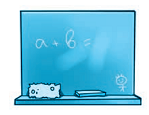 a + b =